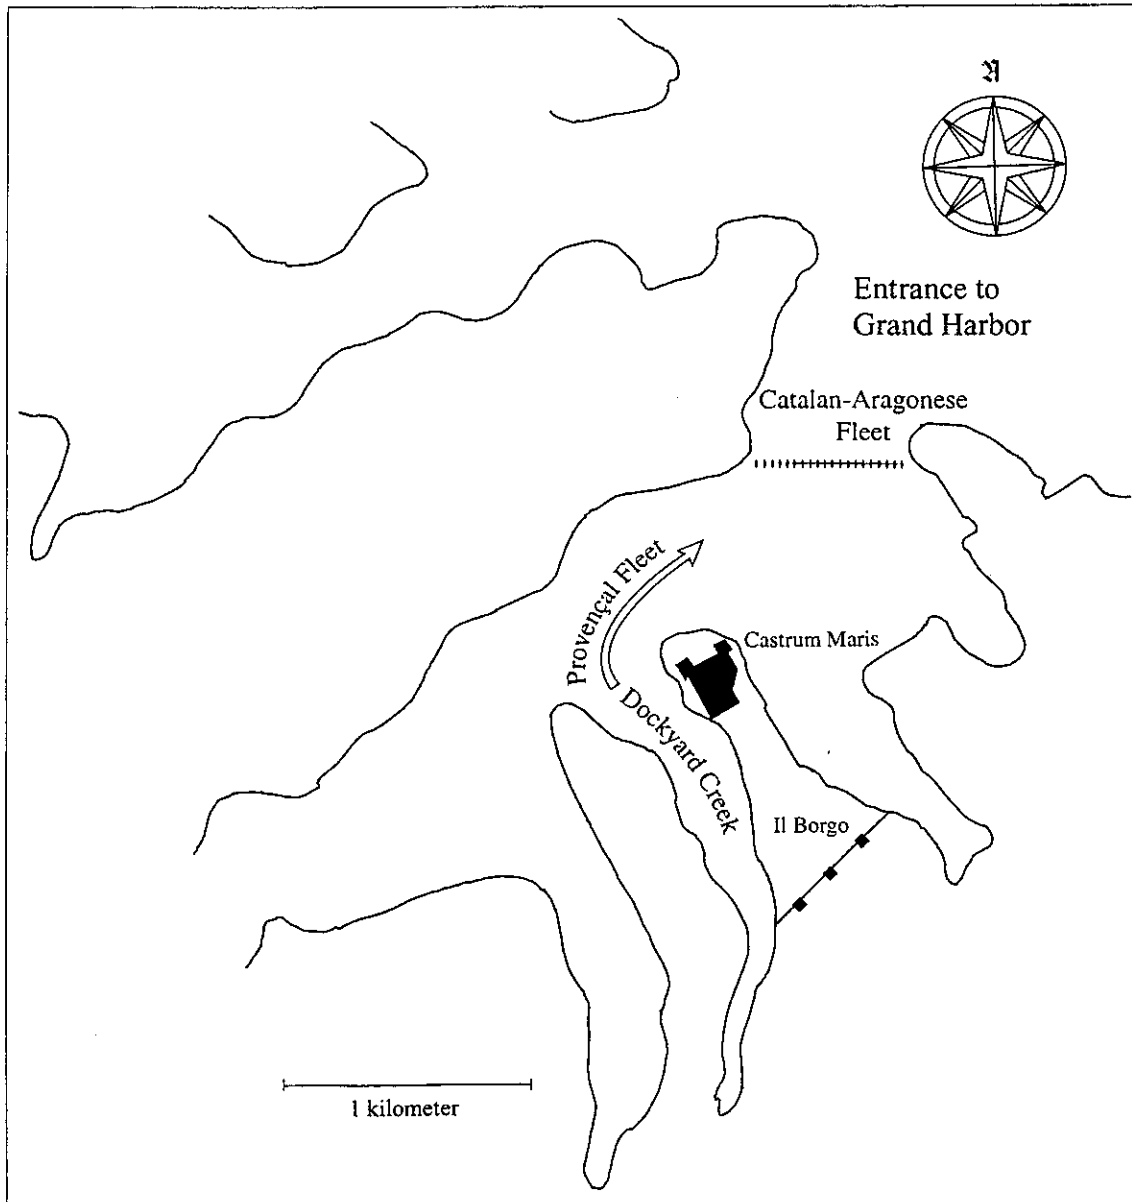 N
Entrance to
Grand Harbor
Catalan-Aragonese
Fleet
Provençal Fleet
Castrum Maris
Dockyard Creek
Il Borgo
1 kilometer